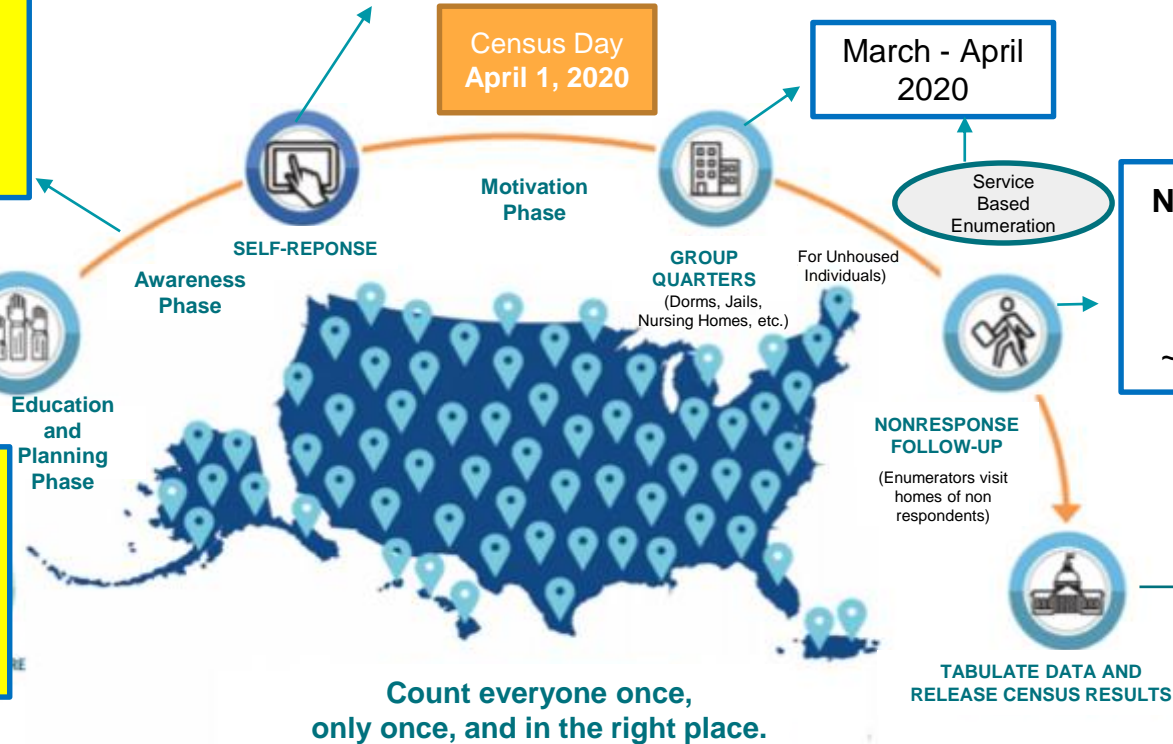 Census Day
April 1, 2020
March - April
2020
Service
Based
Enumeration
N
~
Motivation
Phase
SELF-REPONSE
Awareness
Phase
GROUP
QUARTERS
(Dorms, Jails,
Nursing Homes, etc.)
For Unhoused
Individuals)
Education
and
Planning
Phase
NONRESPONSE
FOLLOW-UP
(Enumerators visit
homes of non
respondents)
RE
TABULATE DATA AND
RELEASE CENSUS RESULTS
Count everyone once,
only once, and in the right place.